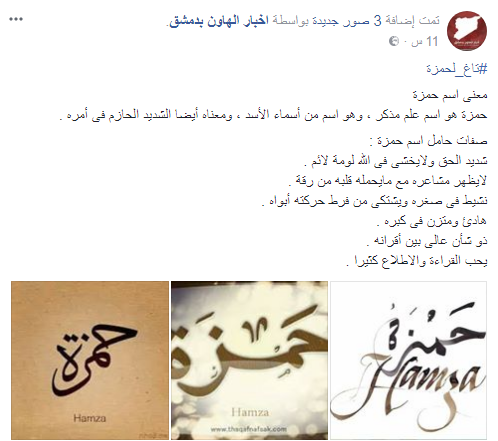 تمت إضافة 3 صور جديدة بواسطة اخبار الهاون بدمشق.
11 س ·
#تاغ_لحمزة
معنى اسم حمزة
حمزة هو اسم علم مذكر ، وهو اسم من أسماء الأسد ، ومعناه أيضا الشديد الحازم فى أمره .
صفات حامل اسم حمزة :
شديد الحق ولايخشى فى الله لومة لائم .
لايظهر مشاعره مع مايحمله قلبه من رقة .
نشيط فى صغره ويشتكى من فرط حركته أبواه .
هادئ ومتزن فى كبره .
ذو شأن عالى بين أقرانه .
يحب القراءة والاطلاع كثيرا .
حمزة
Hamza
حمزة
Hamza
www.thaqafnafsak.com
حمزة
Hamza